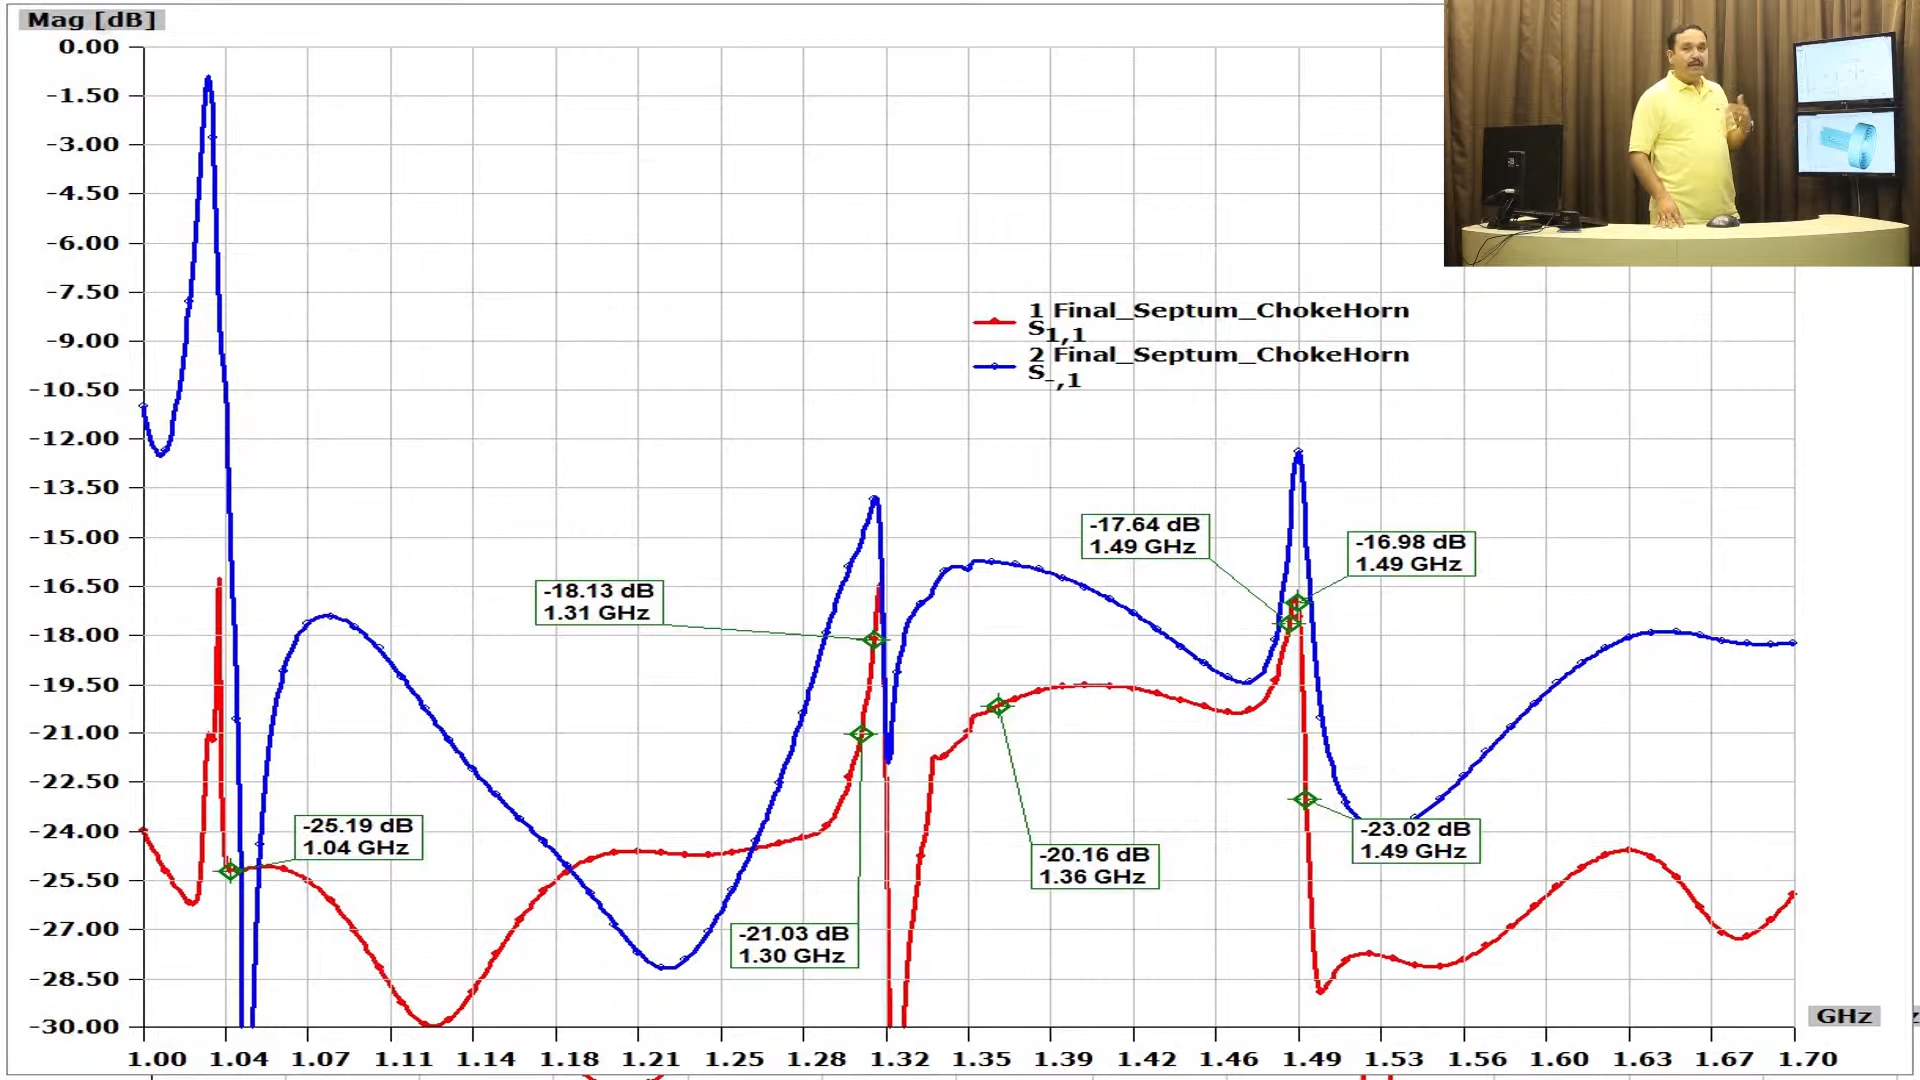 Mag [dB]
0.00
-1.50
-3.00
-4.50
-6.00
-7.50
-9.00
-10.50
-12.00
-13.50
-15.00
-16.50
-18.00
-19.50
-21.00
-22.50
-24.00
-25.50
-27.00
-28.50
-30.00
1 Final_Septum_ChokeHorn
S1,1
2 Final_Septum_ChokeHorn
S-,1
-17.64 dB
1.49 GHz
-16.98 dB
1.49 GHz
-18.13 dB
1.31 GHz
-25.19 dB
1.04 GHz
-23.02 dB
1.49 GHz
-20.16 dB
1.36 GHz
-21.03 dB
1.30 GHz
GHz
1.00 1.04 1.07 1.11 1.14 1.18 1.21 1.25 1.28 1.32 1.35 1.39 1.42 1.46 1.49 1.53 1.56 1.60 1.63 1.67 1.70